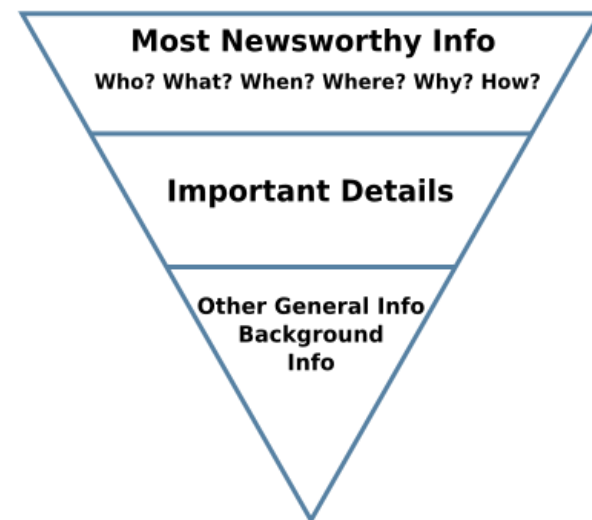 Most Newsworthy Info
Who? What? When? Where? Why? How?
Important Details
Other General Info
Background
Info